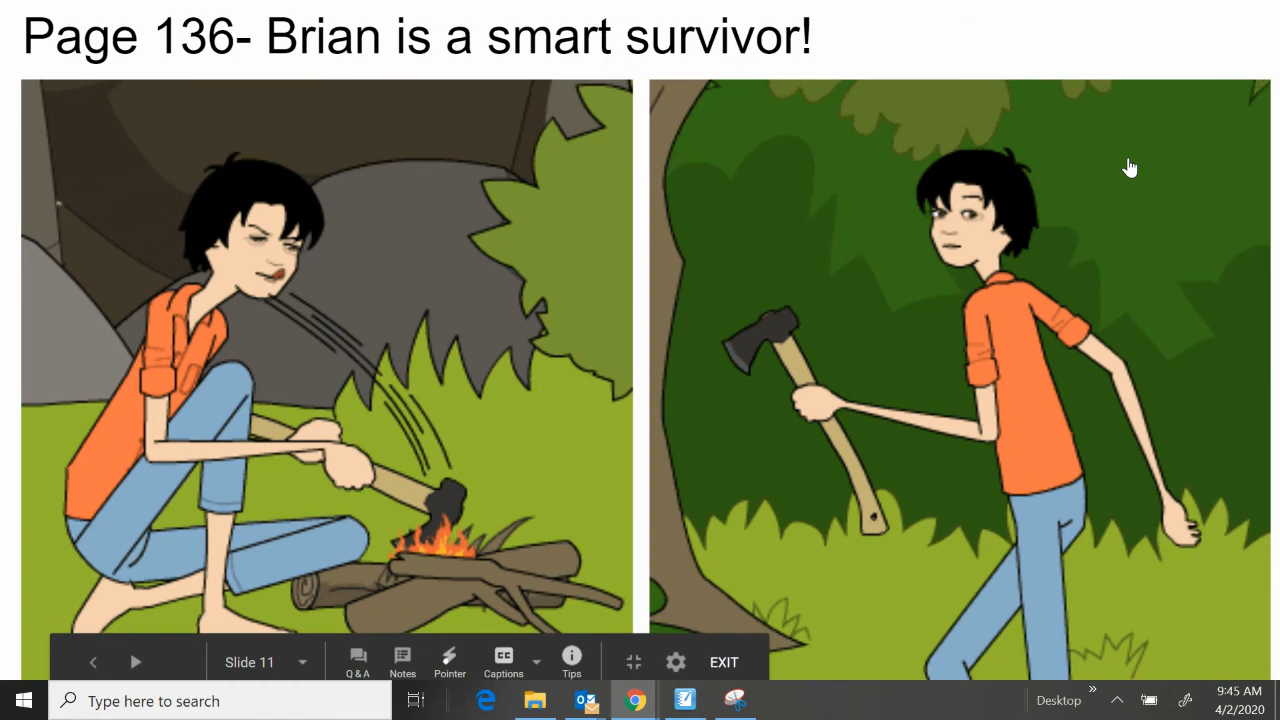 Page 136- Brian is a smart survivor!
Slide 11
Q & A
Notes
Pointer
CC
Captions
Tips
EXIT
Type here to search
Desktop
9:45 AM
4/2/2020